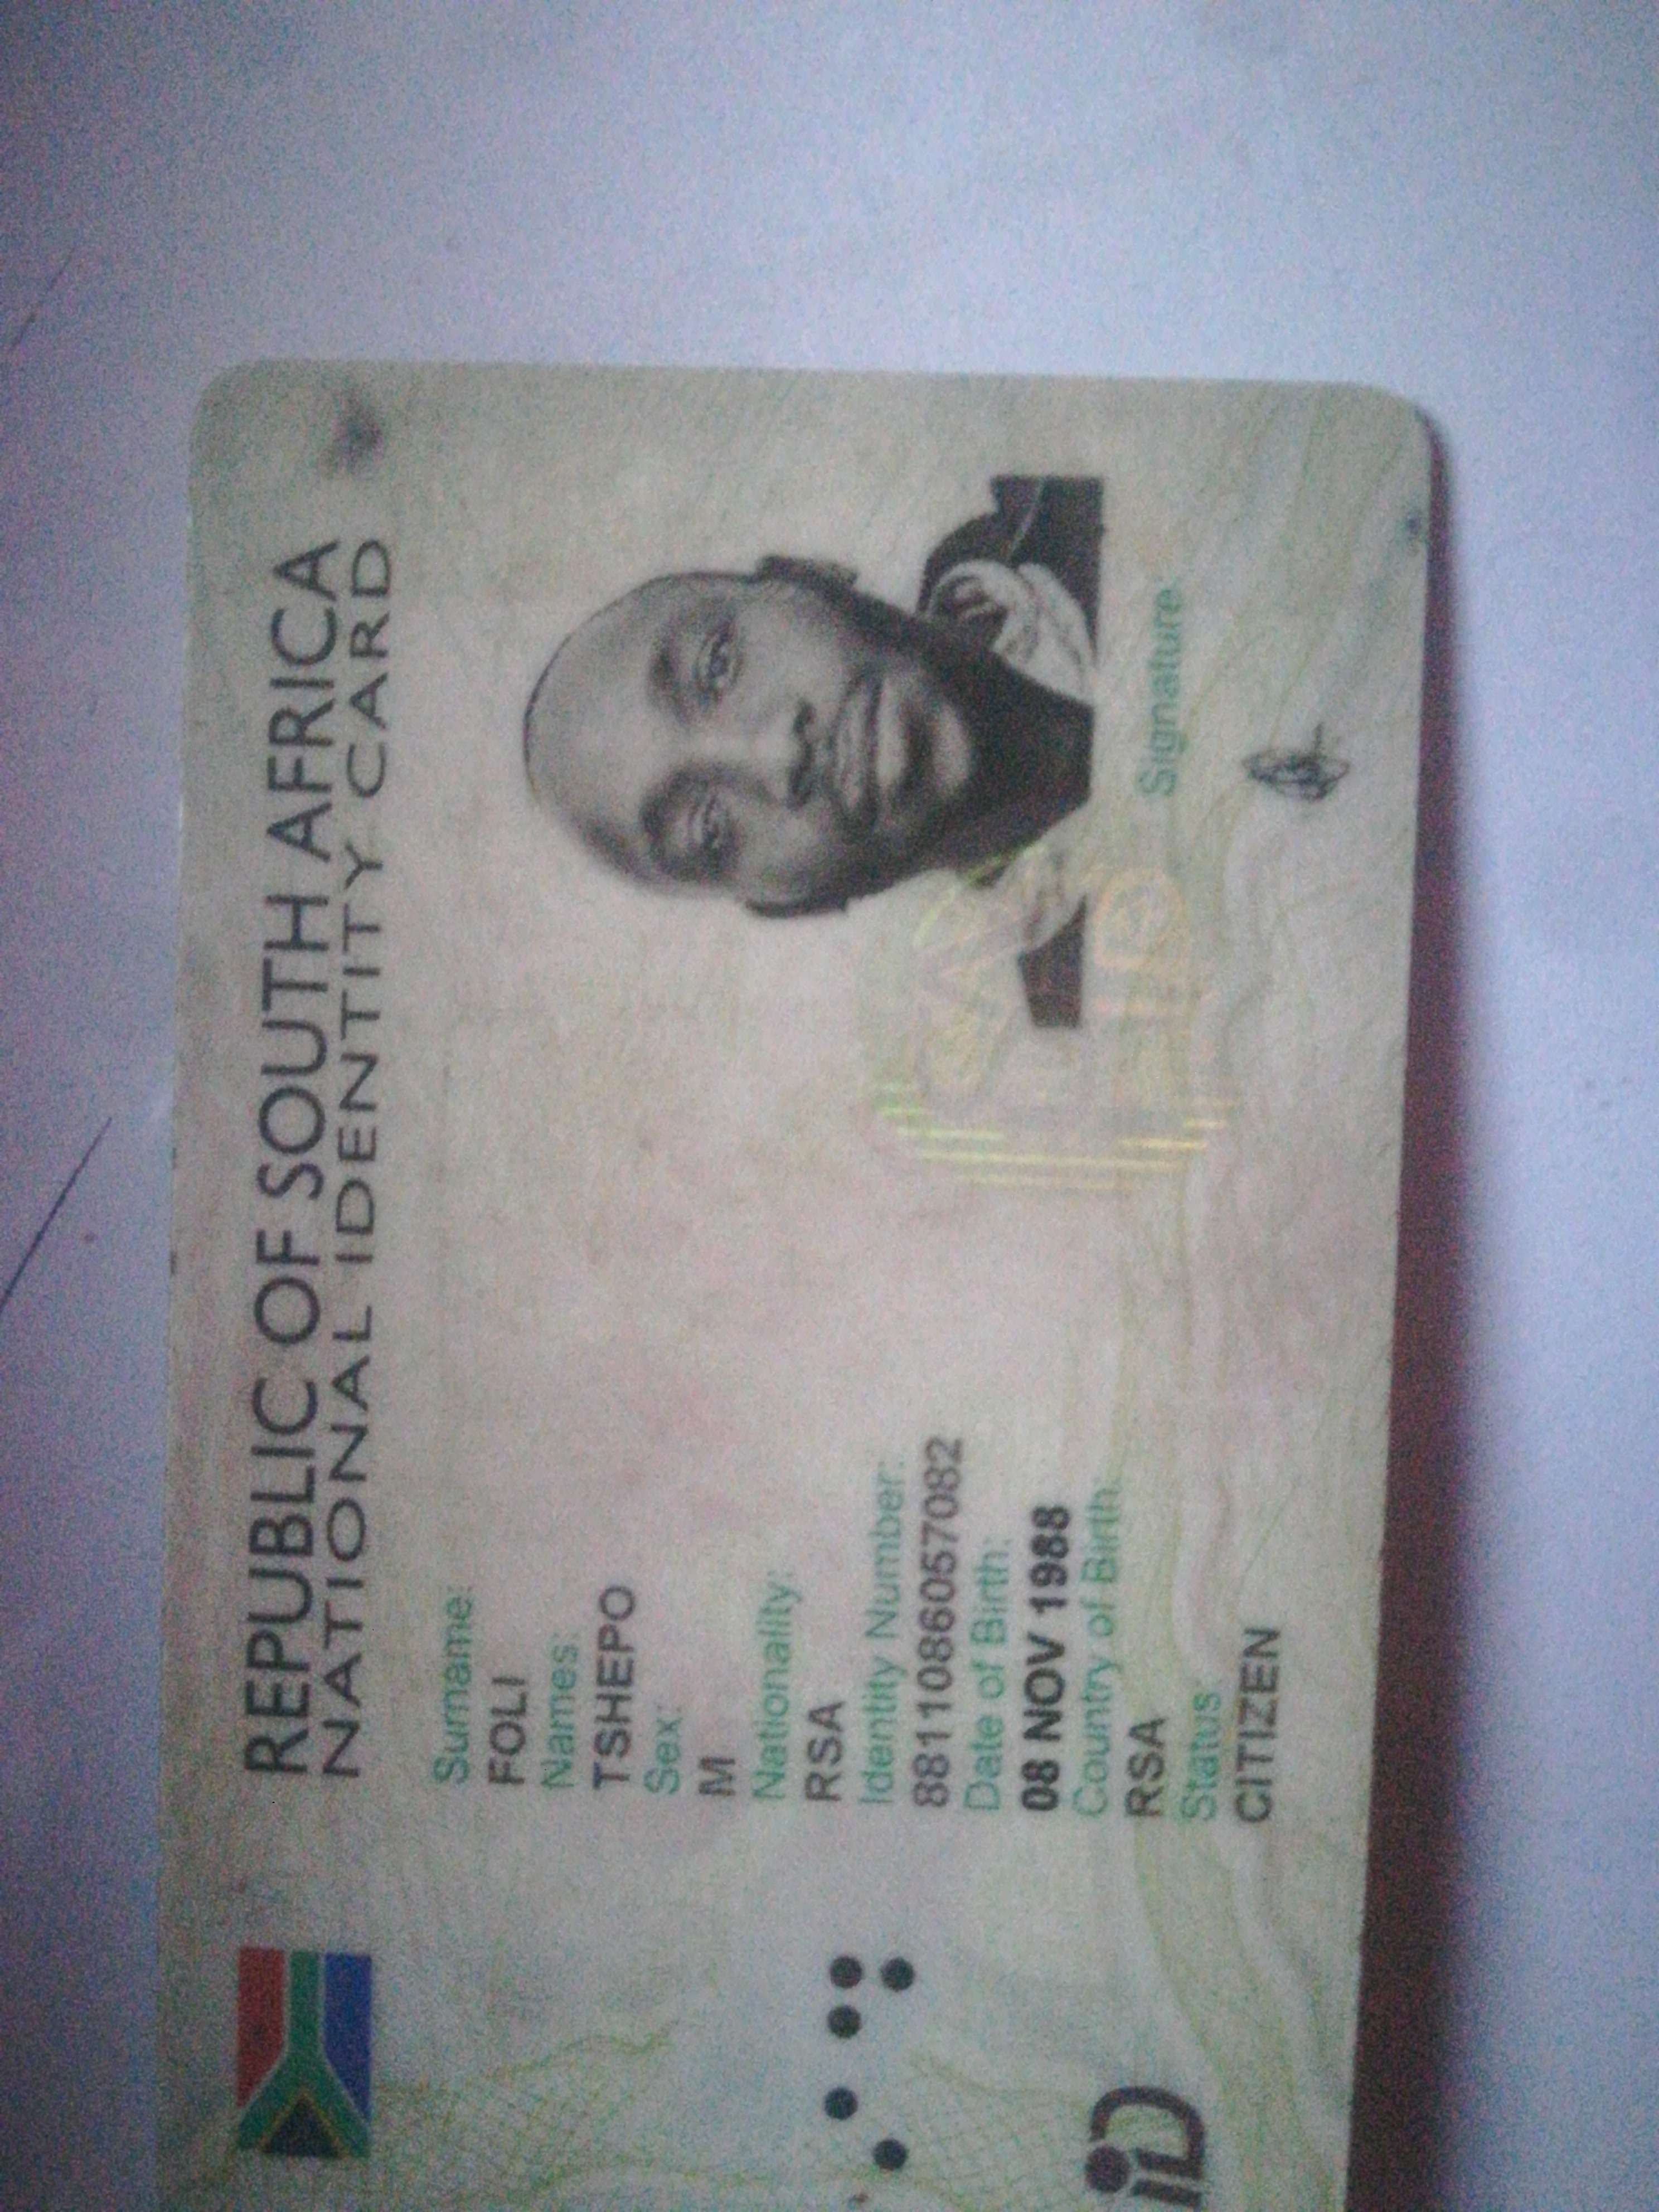 REPUBLIC OF SOUTH AFRICA
NATIONAL IDENTITY CARD
Surname:
FOLI
Names:
TSHEPO
Sex:
M
Nationality:
RSA
Identity Number:
8811086057082
Date of Birth:
08 NOV 1988
Country of Birth:
RSA
Status:
CITIZEN
Signature:
iD